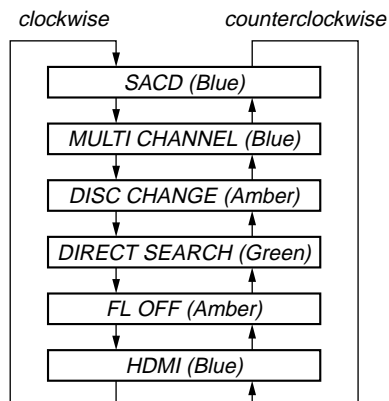 clockwise counterclockwise
SACD (Blue)
MULTI CHANNEL (Blue)
DISC CHANGE (Amber)
DIRECT SEARCH (Green)
FL OFF (Amber)
HDMI (Blue)